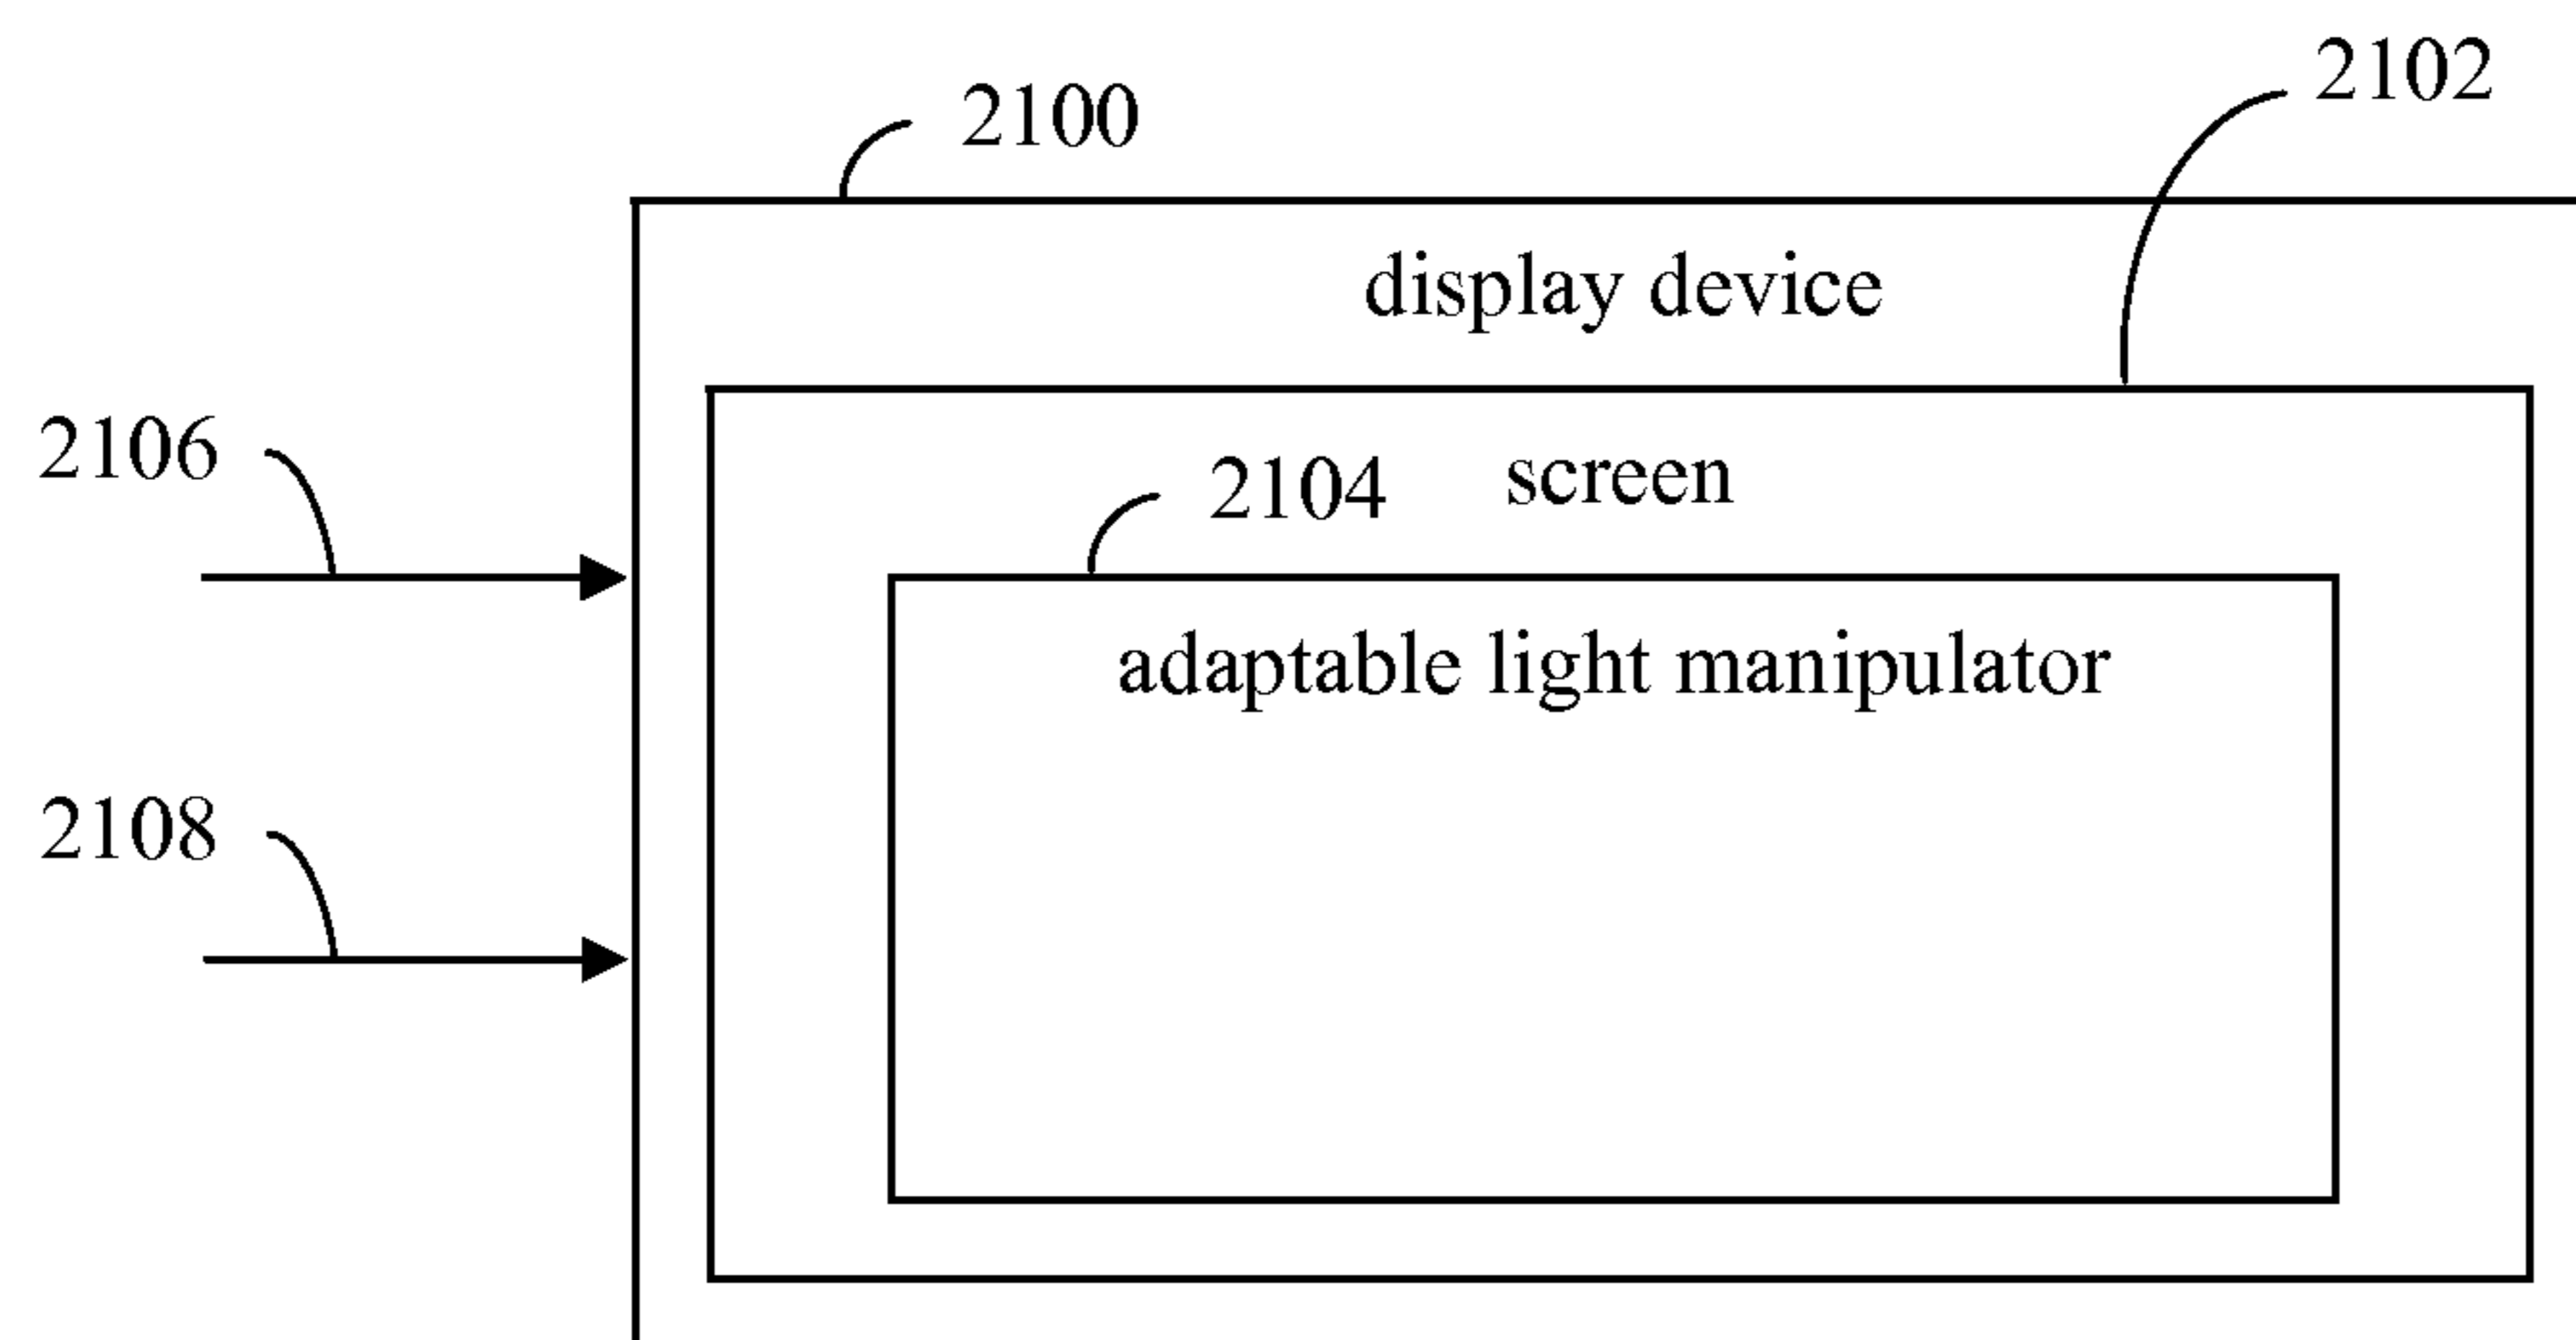 2102
2100
display device
2106
2104 screen
adaptable light manipulator
2108